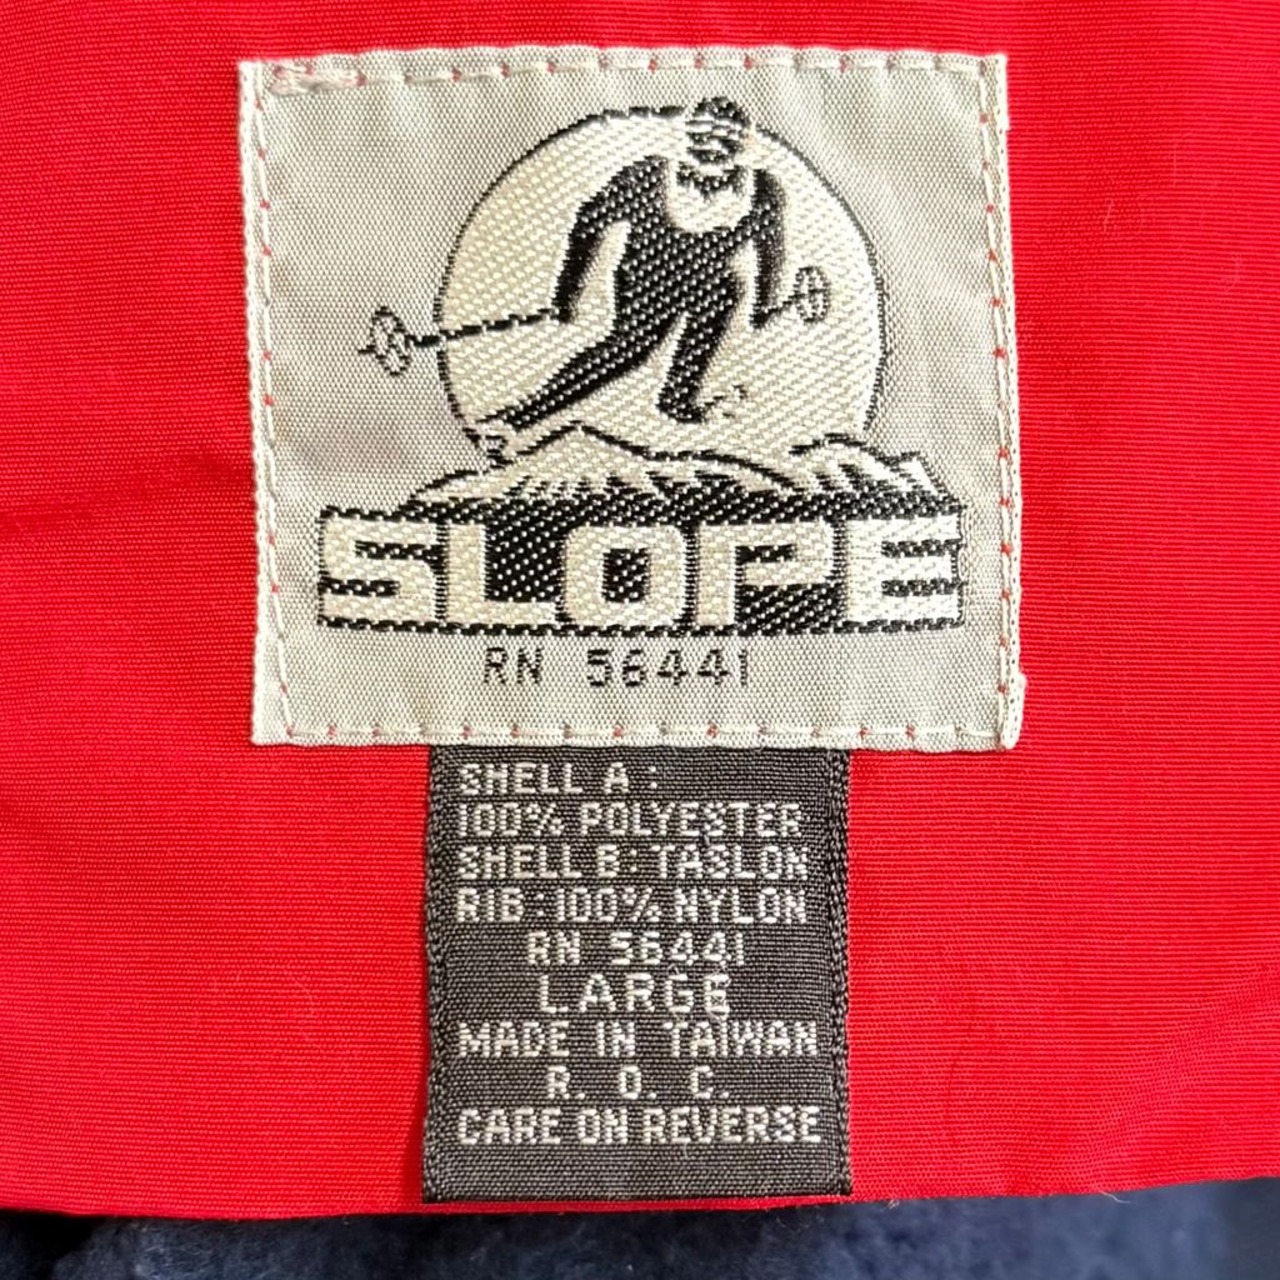 SLOPE
RN 56441
SHELL A :
100% POLYESTER
SHELL B : TASLON
RIB : 100% NYLON
RN 56441
LARGE
MADE IN TAIWAN
R. O. C.
CARE ON REVERSE